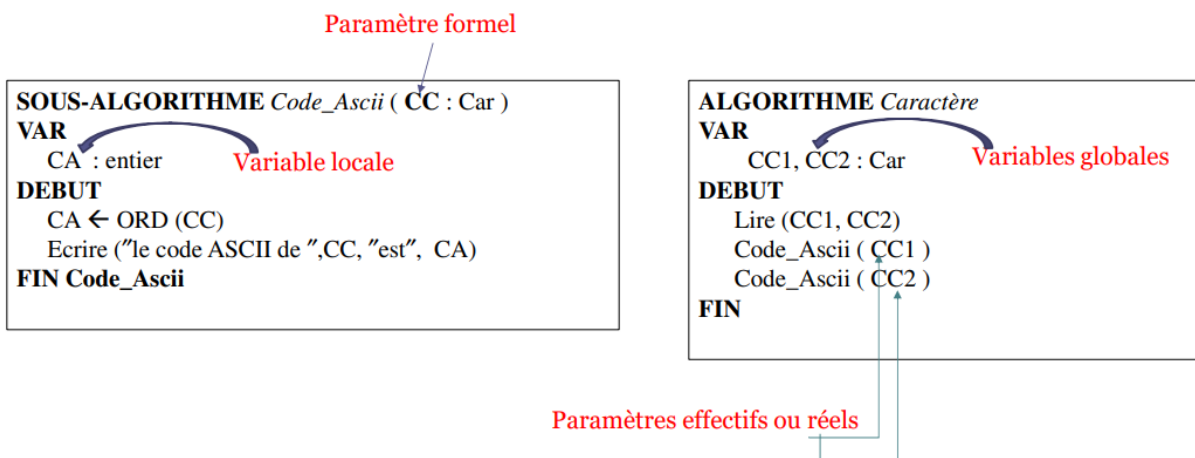 Paramètre formel
SOUS-ALGORITHME Code_Ascii ( CC : Car )
VAR
CA : entier
Variable locale
DEBUT
CA ← ORD (CC)
Ecrire (″le code ASCII de ″,CC, ″est″, CA)
FIN Code_Ascii
ALGORITHME Caractère
VAR
CC1, CC2 : Car
Variables globales
DEBUT
Lire (CC1, CC2)
Code_Ascii ( CC1 )
Code_Ascii ( CC2 )
FIN
Paramètres effectifs ou réels